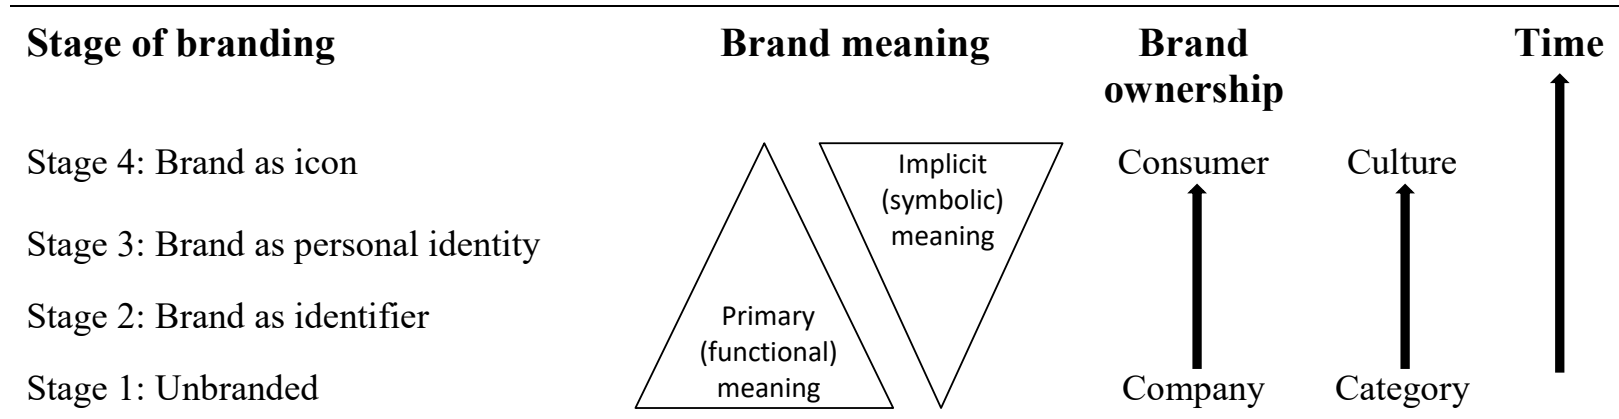 Stage of branding Brand meaning Brand Time
ownership
Stage 4: Brand as icon Implicit Consumer Culture
(symbolic)
meaning
Stage 3: Brand as personal identity
Stage 2: Brand as identifier Primary
(functional)
meaning
Stage 1: Unbranded Company Category